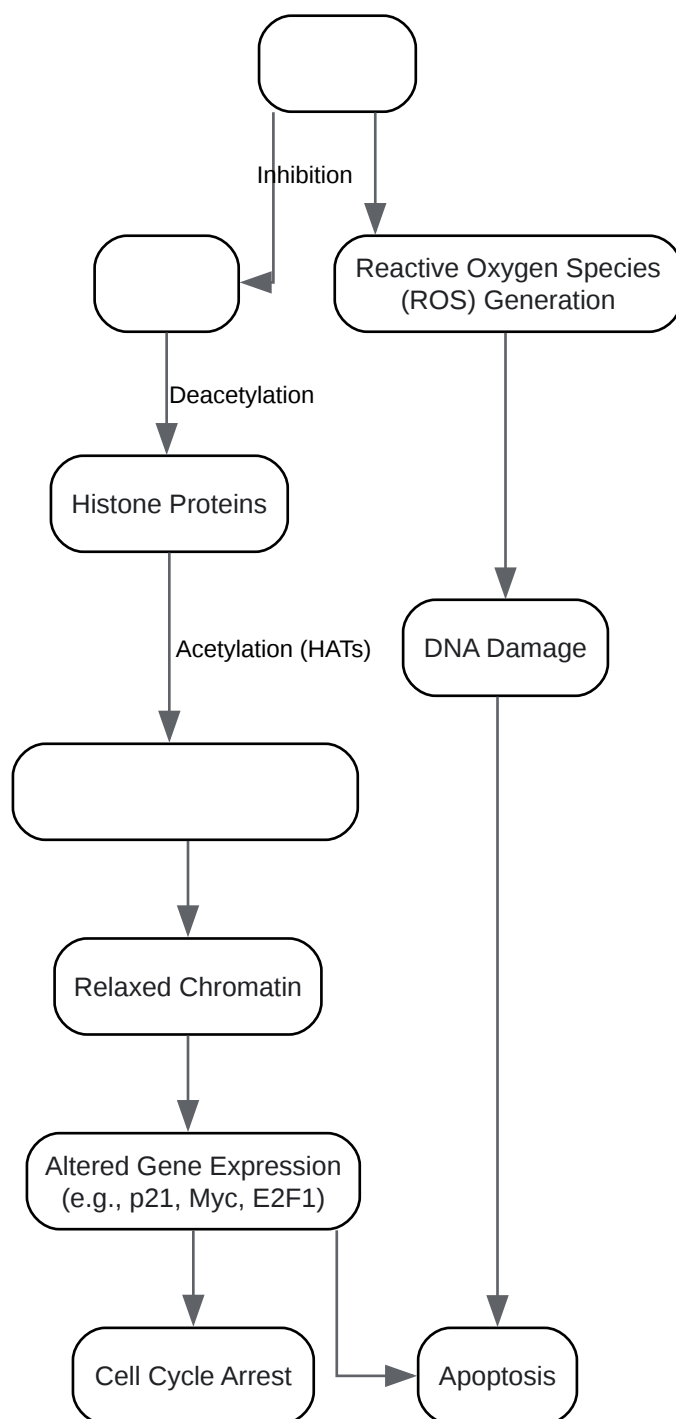 Inhibition
Reactive Oxygen Species
(ROS) Generation
Deacetylation
Histone Proteins
Acetylation (HATs)
DNA Damage
Relaxed Chromatin
Altered Gene Expression
(e.g., p21, Myc, E2F1)
Cell Cycle Arrest
Apoptosis